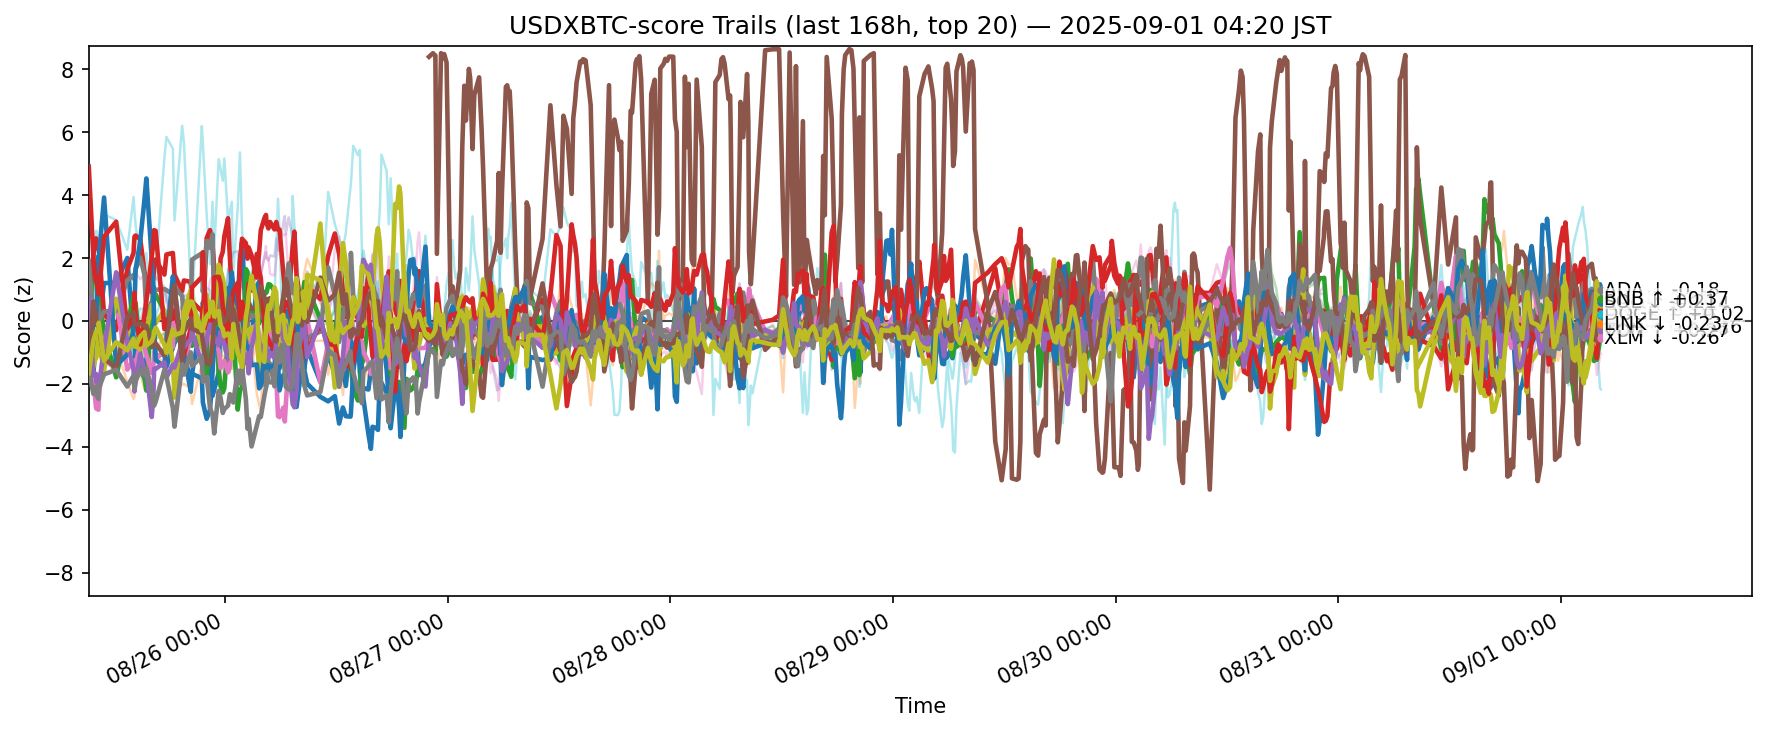 USDXBTC-score Trails (last 168h, top 20) — 2025-09-01 04:20 JST
Score (z)
8
6
4
2
0
−2
−4
−6
−8
ADA ↓ -0.18
BNB ↑ +0.37
DOGE ↑
LINK ↓ -0.23
XLM ↓ -0.26
08/26 00:00
08/27 00:00
08/28 00:00
08/29 00:00
08/30 00:00
08/31 00:00
09/01 00:00
Time